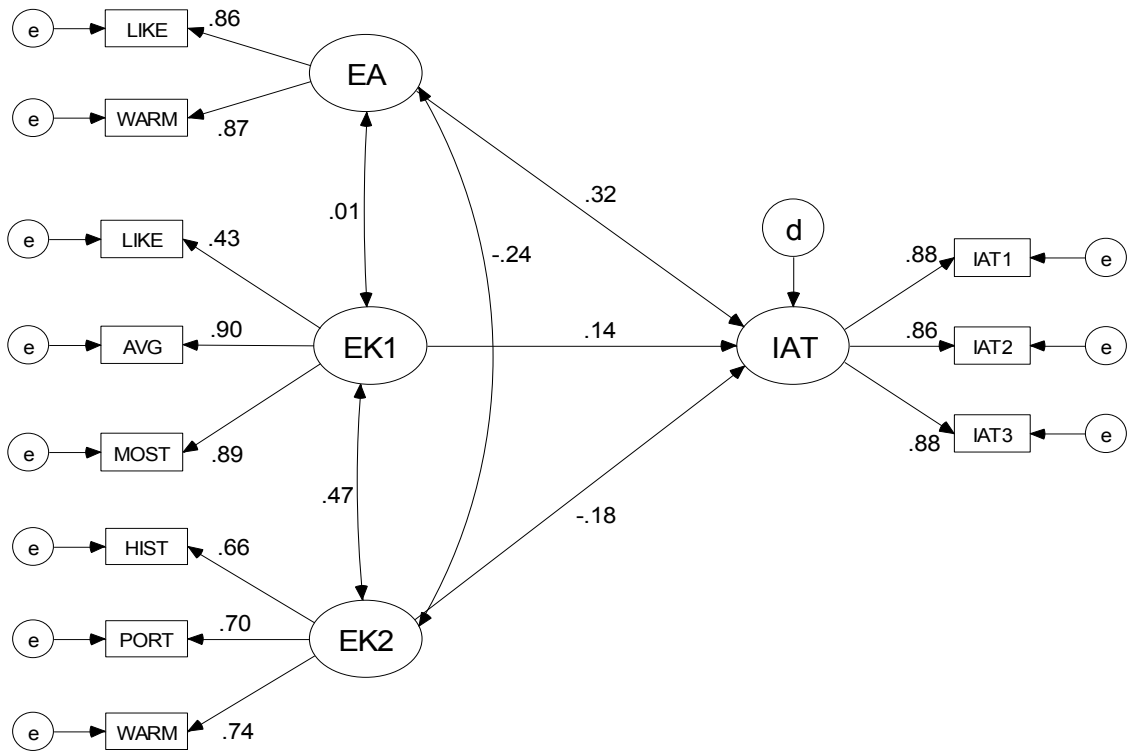 e
LIKE
.86
EA
e
WARM
.87
.32
.01
-.24
e
LIKE
.43
d
.88
IAT1
e
e
AVG
.90
EK1
.14
IAT
.86
IAT2
e
e
MOST
.89
.88
IAT3
e
.47
-.18
e
HIST
.66
e
PORT
.70
EK2
e
WARM
.74